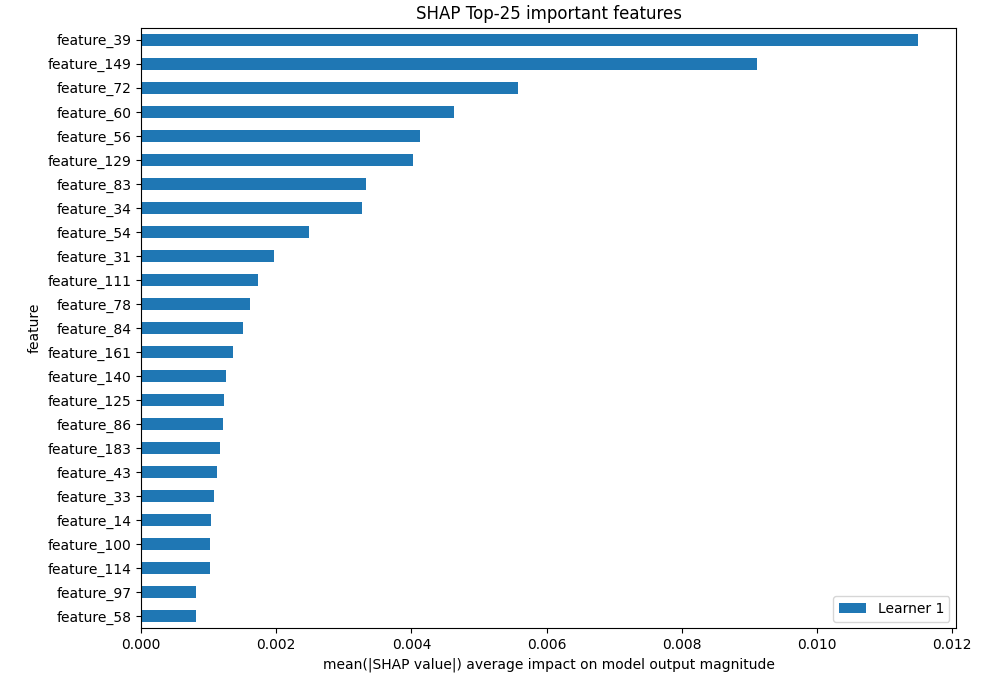 SHAP Top-25 important features
feature_39
feature_149
feature_72
feature_60
feature_56
feature_129
feature_83
feature_34
feature_54
feature_31
feature_111
feature_78
feature_84
feature_161
feature_140
feature_125
feature_86
feature_183
feature_43
feature_33
feature_14
feature_100
feature_114
feature_97
feature_58
feature
Learner 1
0.000 0.002 0.004 0.006 0.008 0.010 0.012
mean(|SHAP value|) average impact on model output magnitude